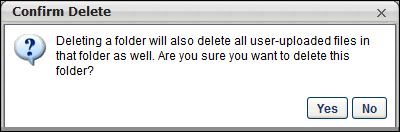 Confirm Delete
Deleting a folder will also delete all user-uploaded files in
that folder as well. Are you sure you want to delete this
folder?
Yes No